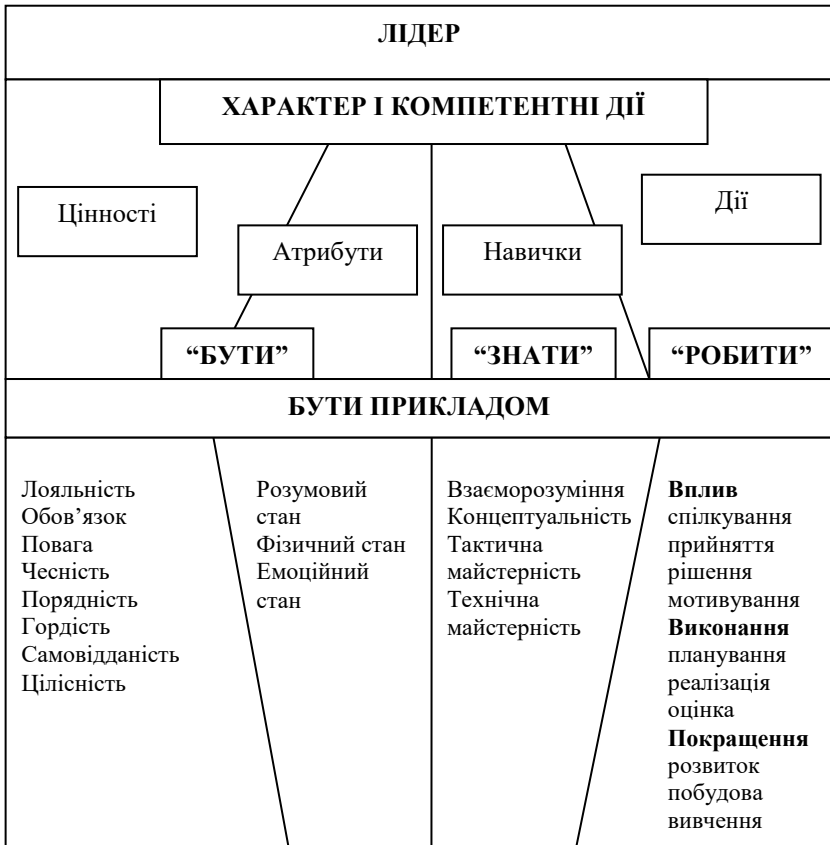 ЛІДЕР
ХАРАКТЕР І КОМПЕТЕНТНІ ДІЇ
Цінності
Атрибути
Навички
Дії
“БУТИ”
“ЗНАТИ”
“РОБИТИ”
БУТИ ПРИКЛАДОМ
Лояльність
Обов’язок
Повага
Чесність
Порядність
Гордість
Самовідданість
Цілісність
Розумовий
стан
Фізичний стан
Емоційний
стан
Взаєморозуміння
Концептуальність
Тактична
майстерність
Технічна
майстерність
Вплив
спілкування
прийняття
рішення
мотивування
Виконання
планування
реалізація
оцінка
Покращення
розвиток
побудова
вивчення